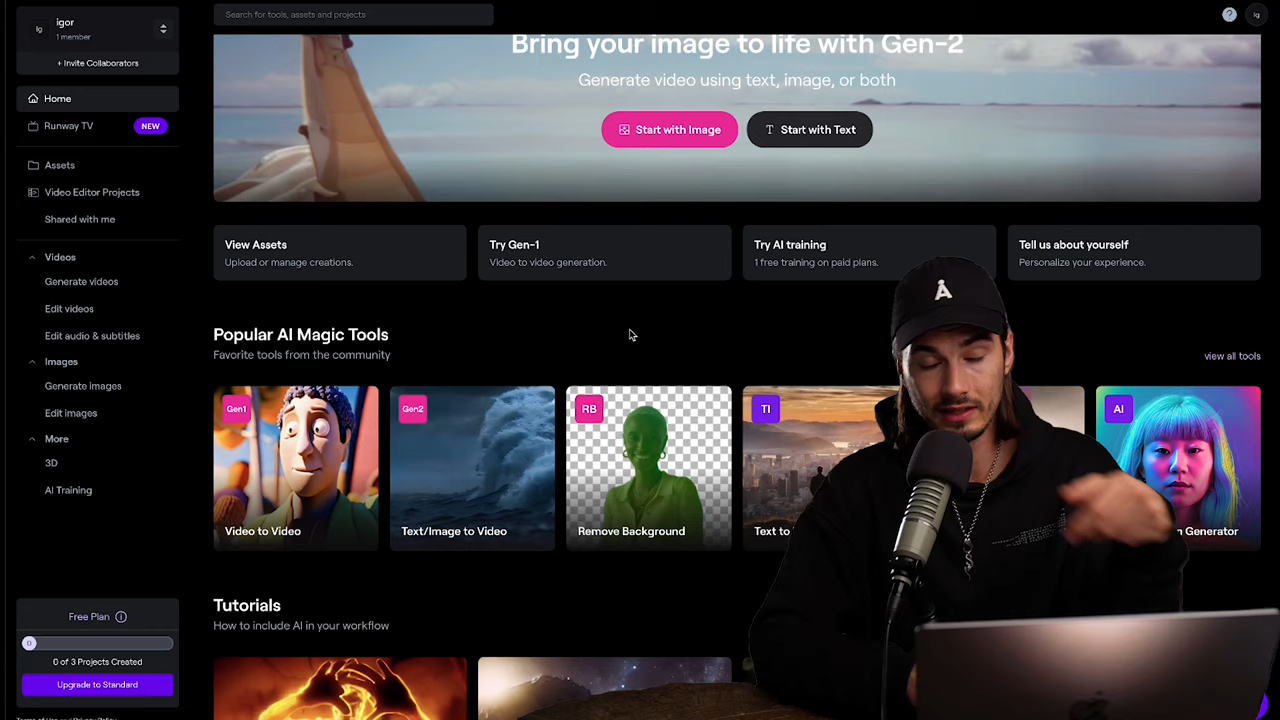 Ig
igor
1 member
+ Invite Collaborators
Home
Runway TV
NEW
Assets
Video Editor Projects
Shared with me
Videos
Generate videos
Edit videos
Edit audio & subtitles
Images
Generate images
Edit images
More
3D
AI Training
Free Plan
0
0 of 3 Projects Created
Upgrade to Standard
Search for tools, assets and projects
?
Ig
Bring your image to life with Gen-2
Generate video using text, image, or both
Start with Image
T Start with Text
View Assets
Upload or manage creations.
Try Gen-1
Video to video generation.
Try AI training
1 free training on paid plans.
Tell us about yourself
Personalize your experience.
Popular AI Magic Tools
Favorite tools from the community
view all tools
Gen1
Video to Video
Gen2
Text/Image to Video
RB
Remove Background
TI
Text to
AI
Generator
Tutorials
How to include AI in your workflow
Å